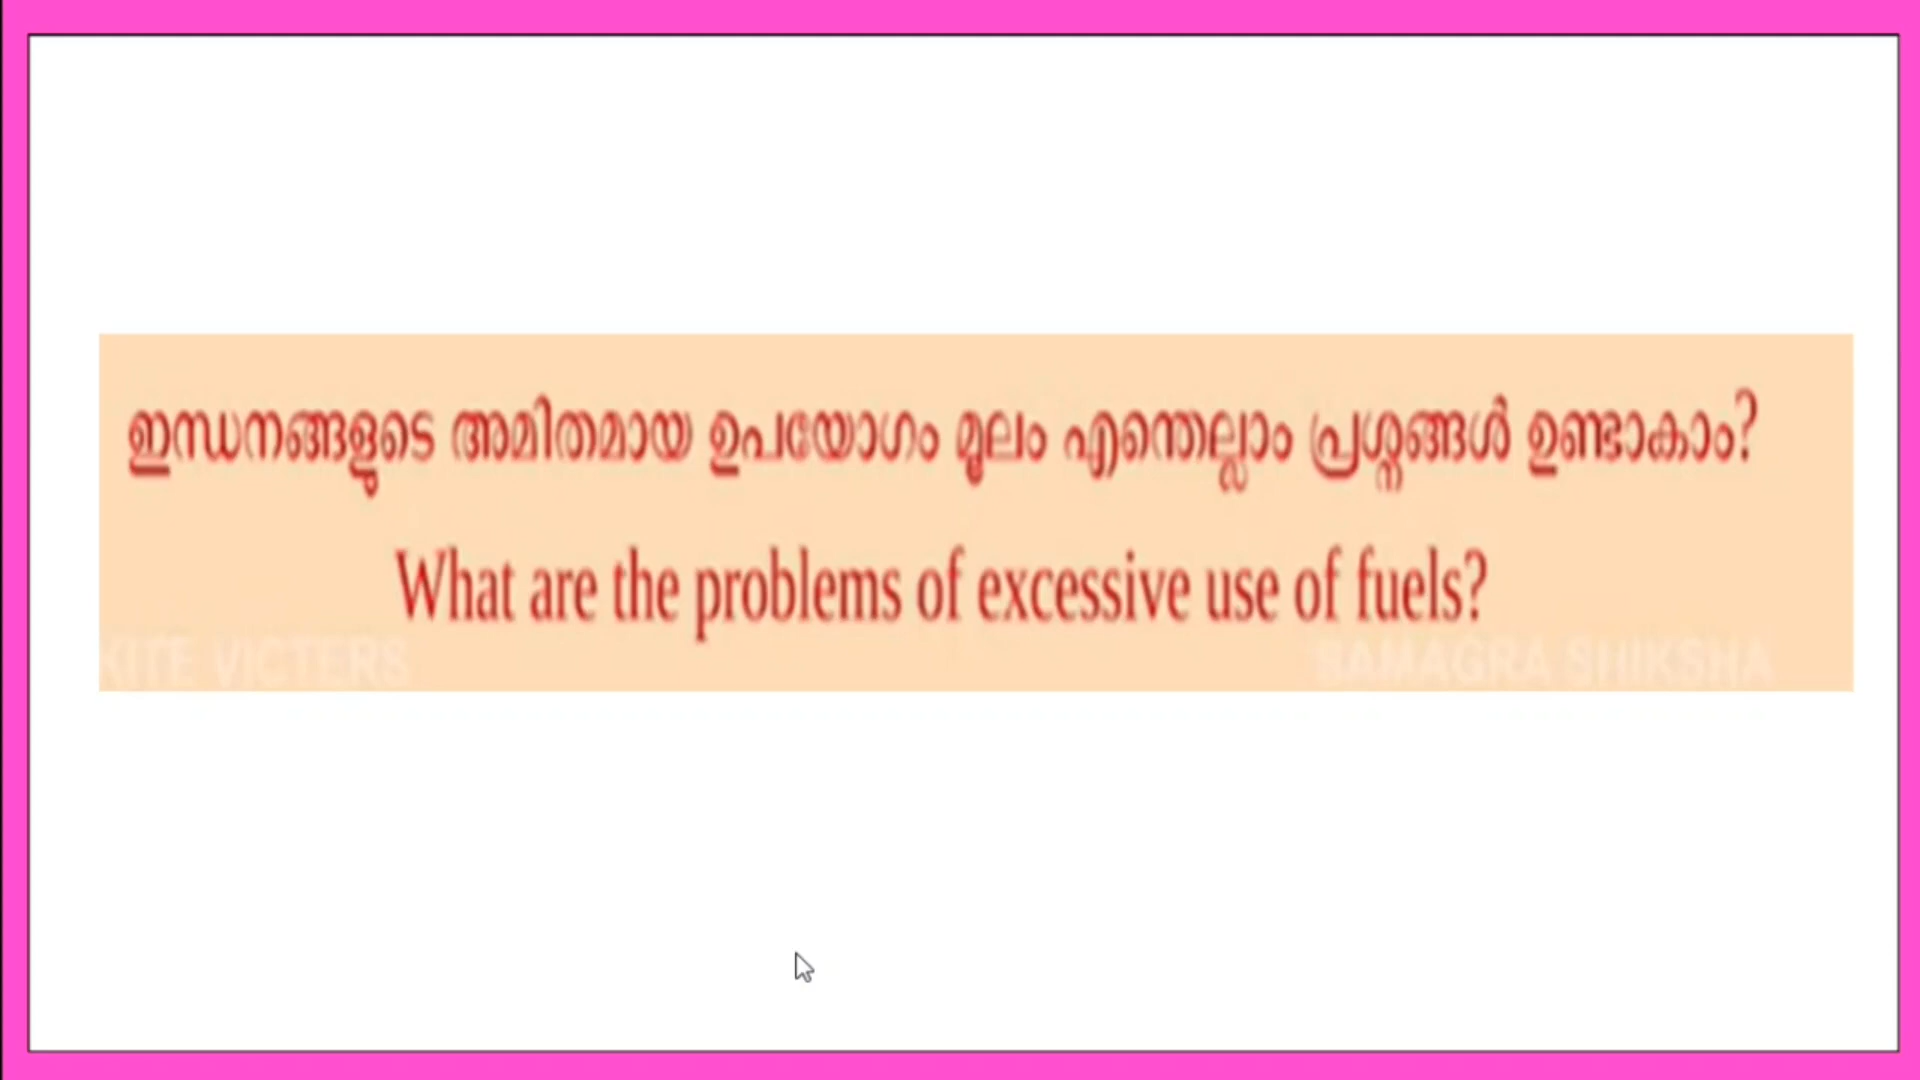 ഇന്ധനങ്ങളുടെ അമിതമായ ഉപയോഗം മൂലം എന്തെല്ലാം പ്രശ്നങ്ങൾ ഉണ്ടാകാം?
What are the problems of excessive use of fuels?
KITE VICTERS SAMAGRA SHIKSHA